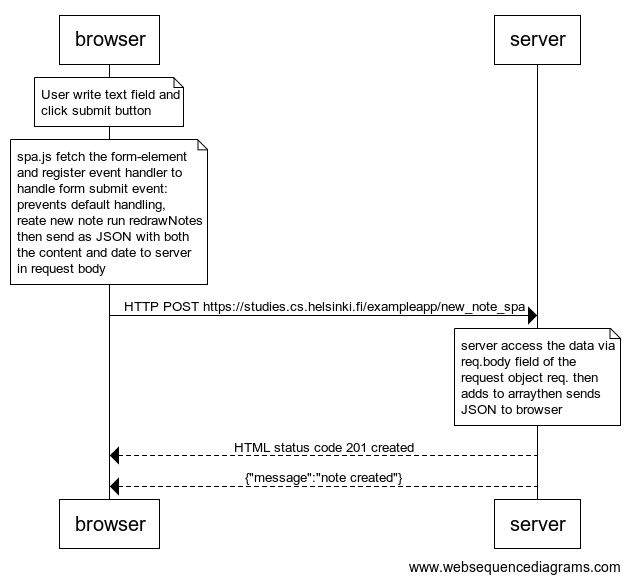 browser
server
User write text field and
click submit button
spa.js fetch the form-element
and register event handler to
handle form submit event:
prevents default handling,
reate new note run redrawNotes
then send as JSON with both
the content and date to server
in request body
HTTP POST https://studies.cs.helsinki.fi/exampleapp/new_note_spa
server access the data via
req.body field of the
request object req. then
adds to arraythen sends
JSON to browser
HTML status code 201 created
{"message":"note created"}
browser
server
www.websequencediagrams.com